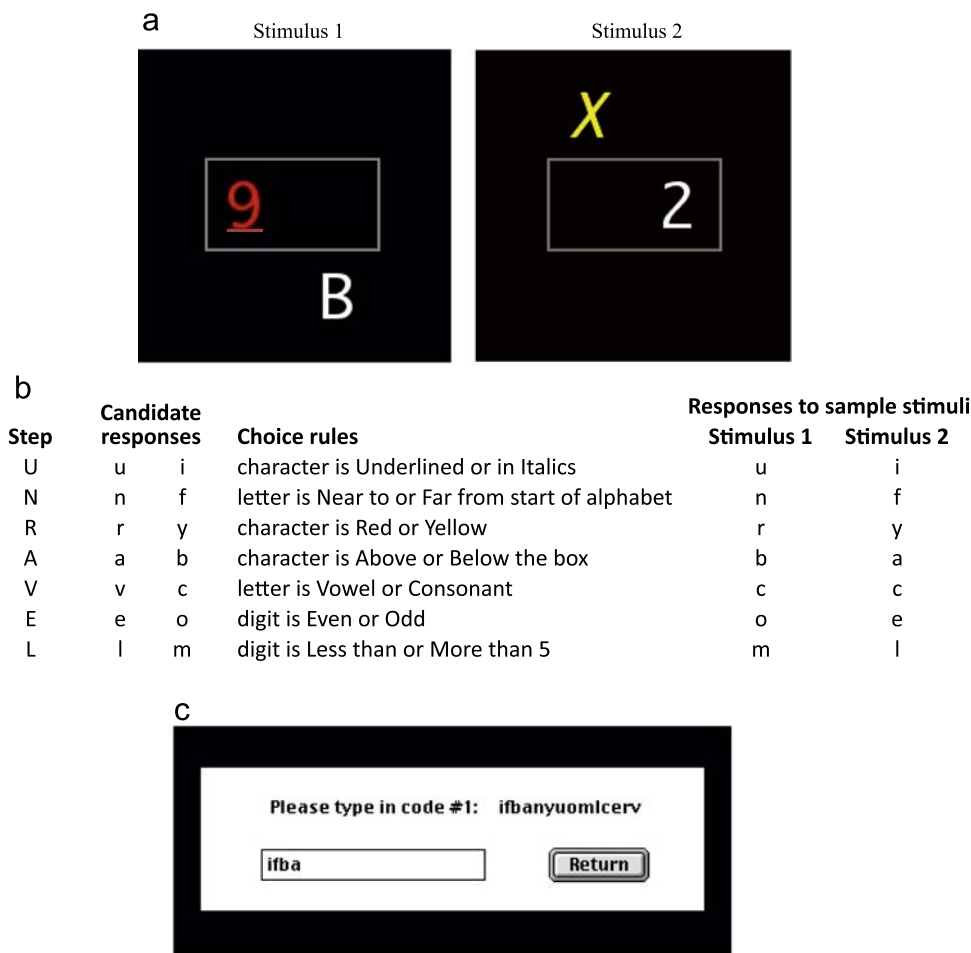 a
Stimulus 1 Stimulus 2
X
9 2
B
b
Candidate Responses to sample stimuli
Step responses Choice rules Stimulus 1 Stimulus 2
U u i character is Underlined or in Italics u i
N n f letter is Near to or Far from start of alphabet n f
R r y character is Red or Yellow r y
A a b character is Above or Below the box b a
V v c letter is Vowel or Consonant c c
E e o digit is Even or Odd o e
L l m digit is Less than or More than 5 m l
c
Please type in code #1: ifbanyuomlcerv
ifba Return